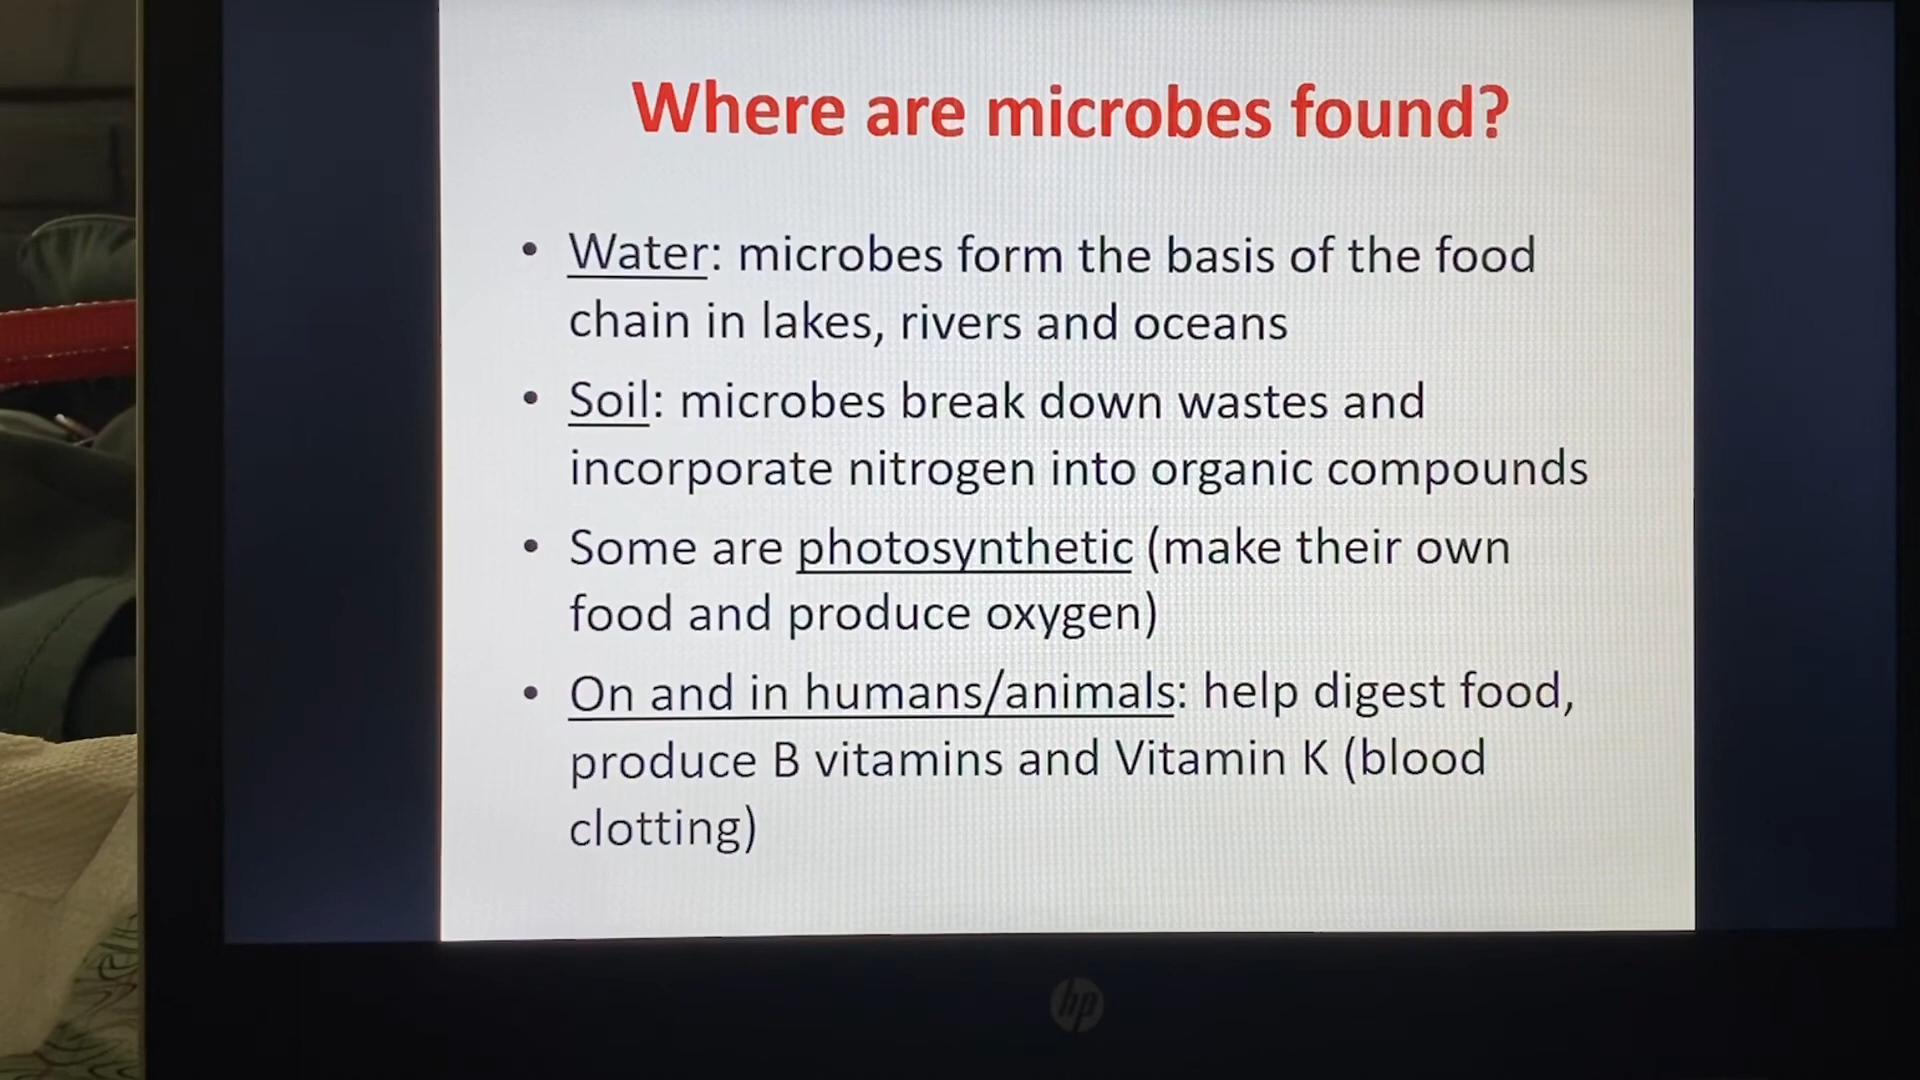 Where are microbes found?
• Water: microbes form the basis of the food
chain in lakes, rivers and oceans
• Soil: microbes break down wastes and
incorporate nitrogen into organic compounds
• Some are photosynthetic (make their own
food and produce oxygen)
• On and in humans/animals: help digest food,
produce B vitamins and Vitamin K (blood
clotting)
hp